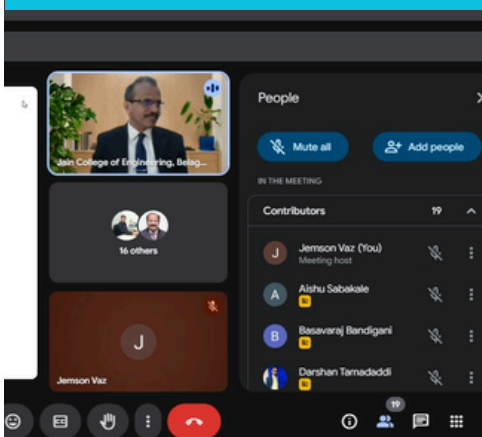 Jain College of Engineering, Belag...
16 others
J
Jemson Vaz
People
Mute all
Add people
IN THE MEETING
Contributors
19
J
Jemson Vaz (You)
Meeting host
A
Aishu Sabakale
B
Basavaraj Bandigani
Darshan Tamadaddi
19